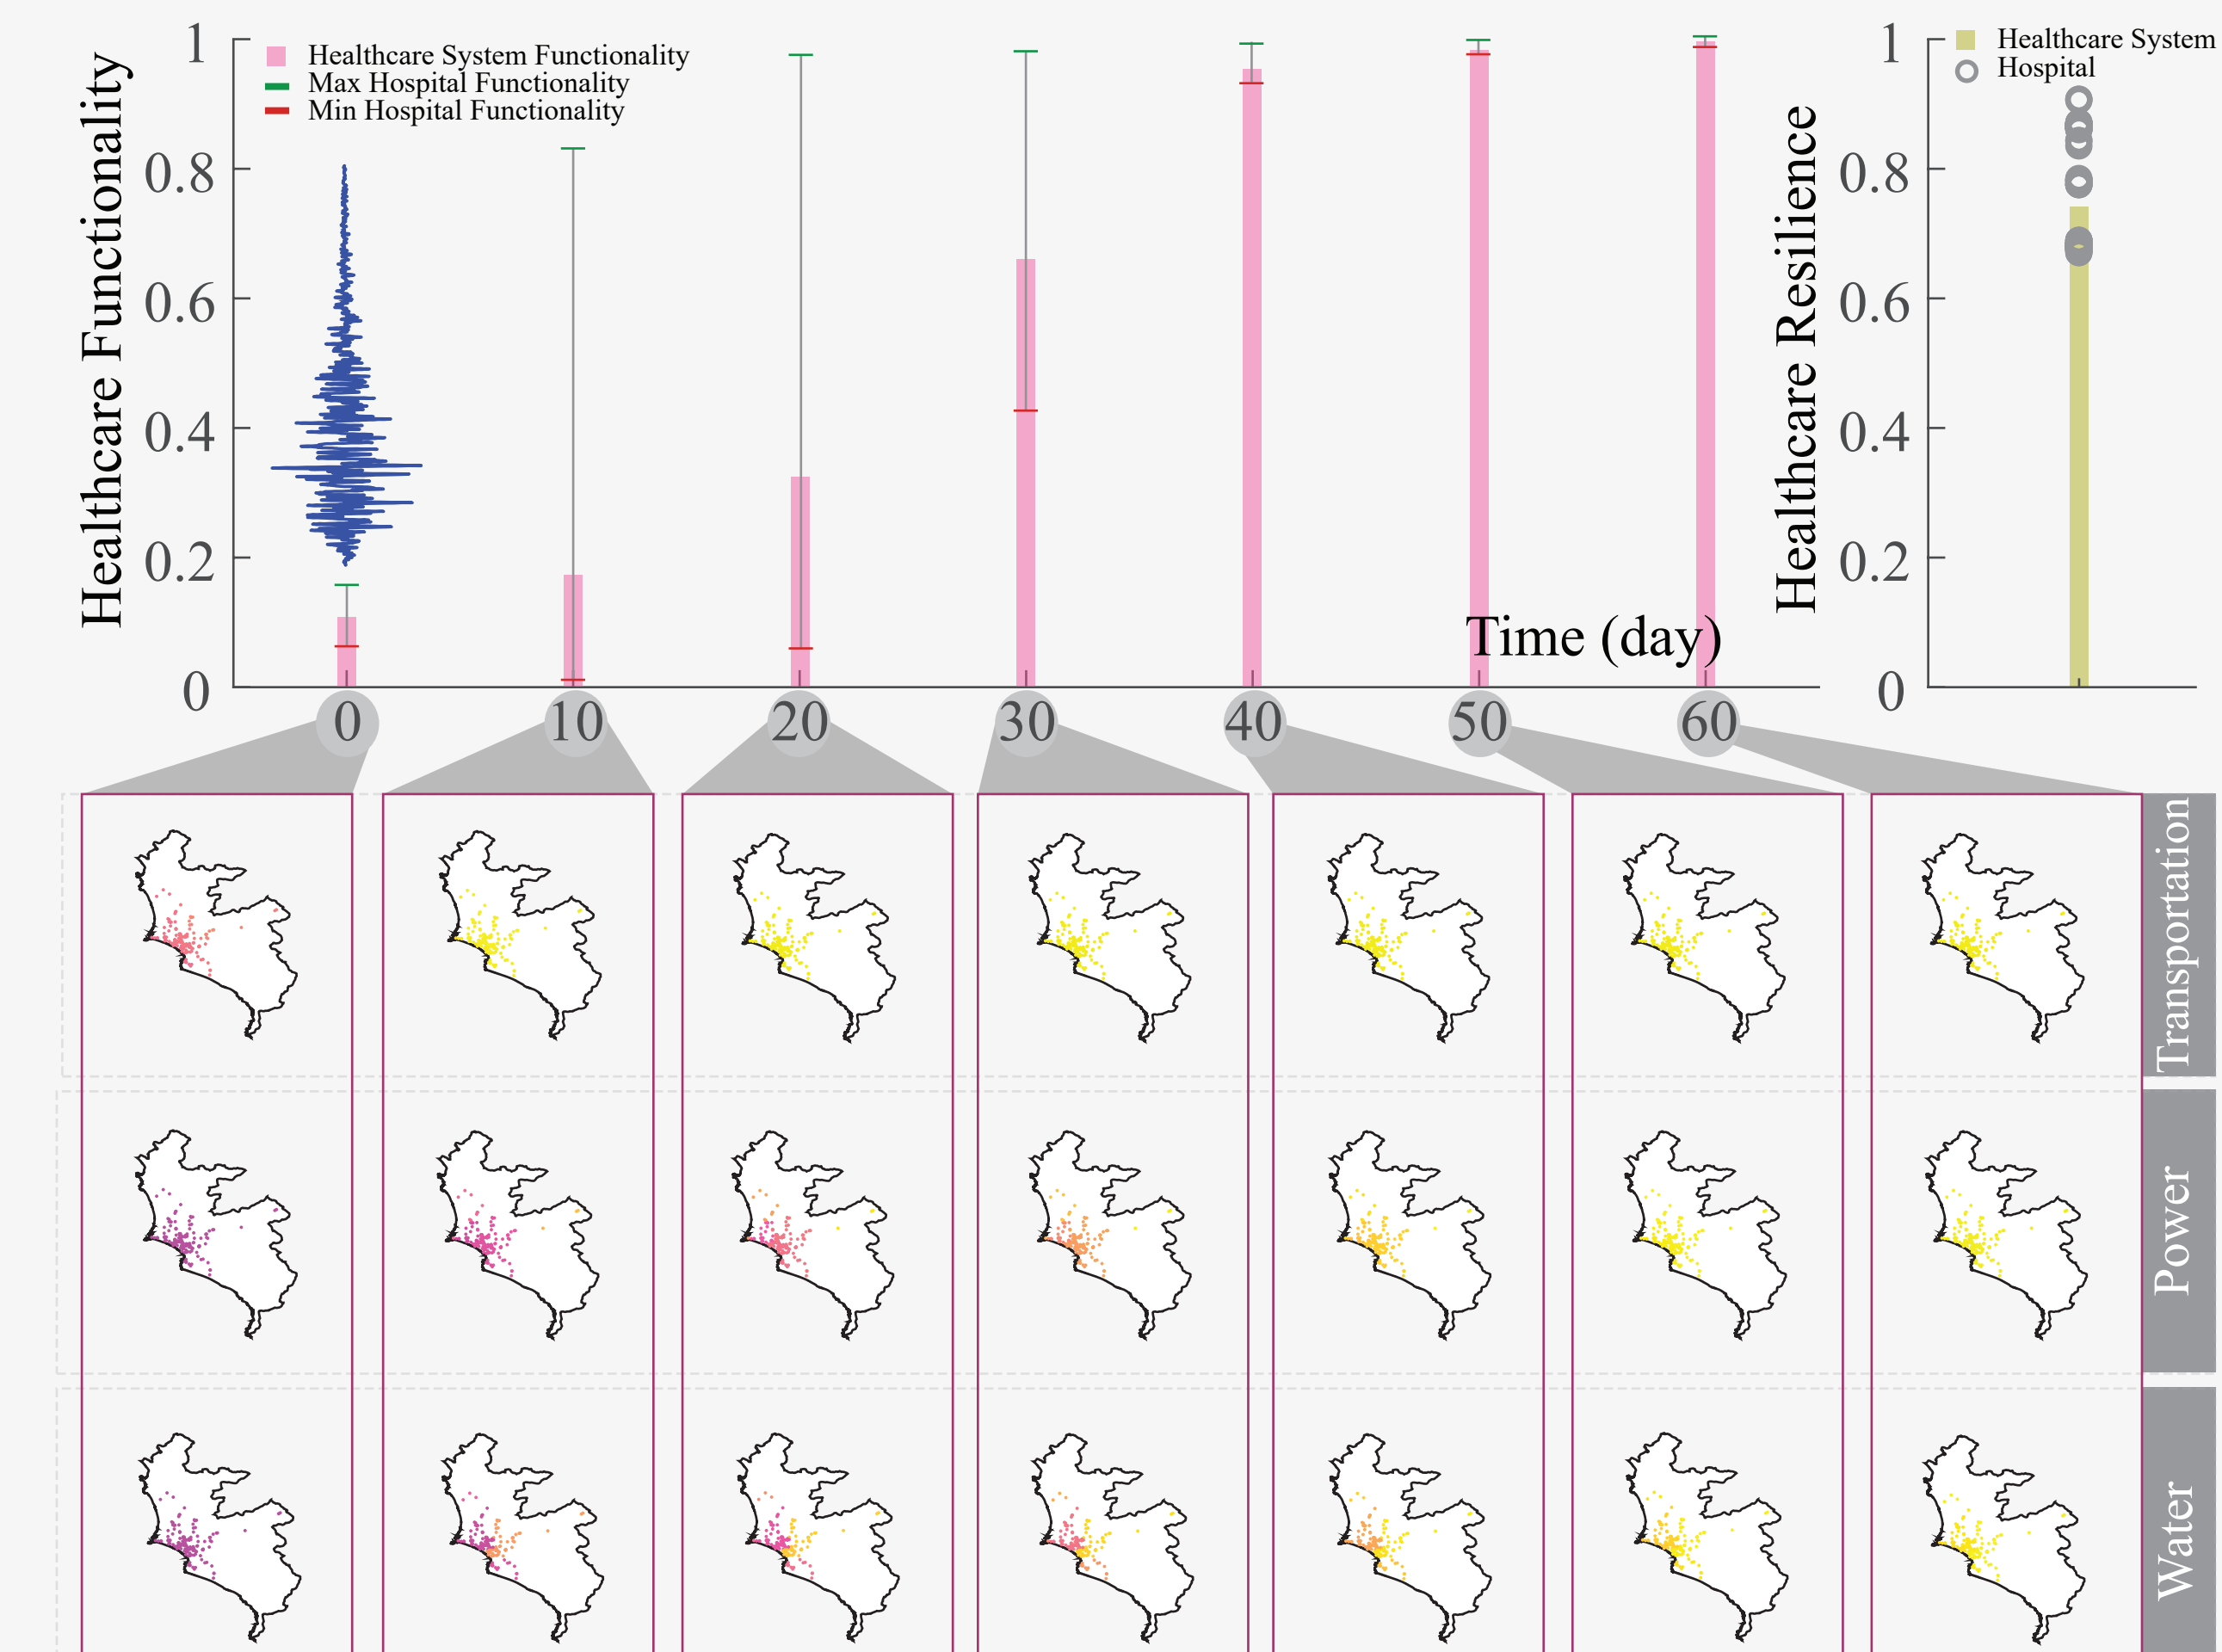 Healthcare Functionality
1
0.8
0.6
0.4
0.2
0
Healthcare System Functionality
Max Hospital Functionality
Min Hospital Functionality
Time (day)
0 10 20 30 40 50 60
Healthcare Resilience
1
0.8
0.6
0.4
0.2
0
Healthcare System
Hospital
Transportation
Power
Water